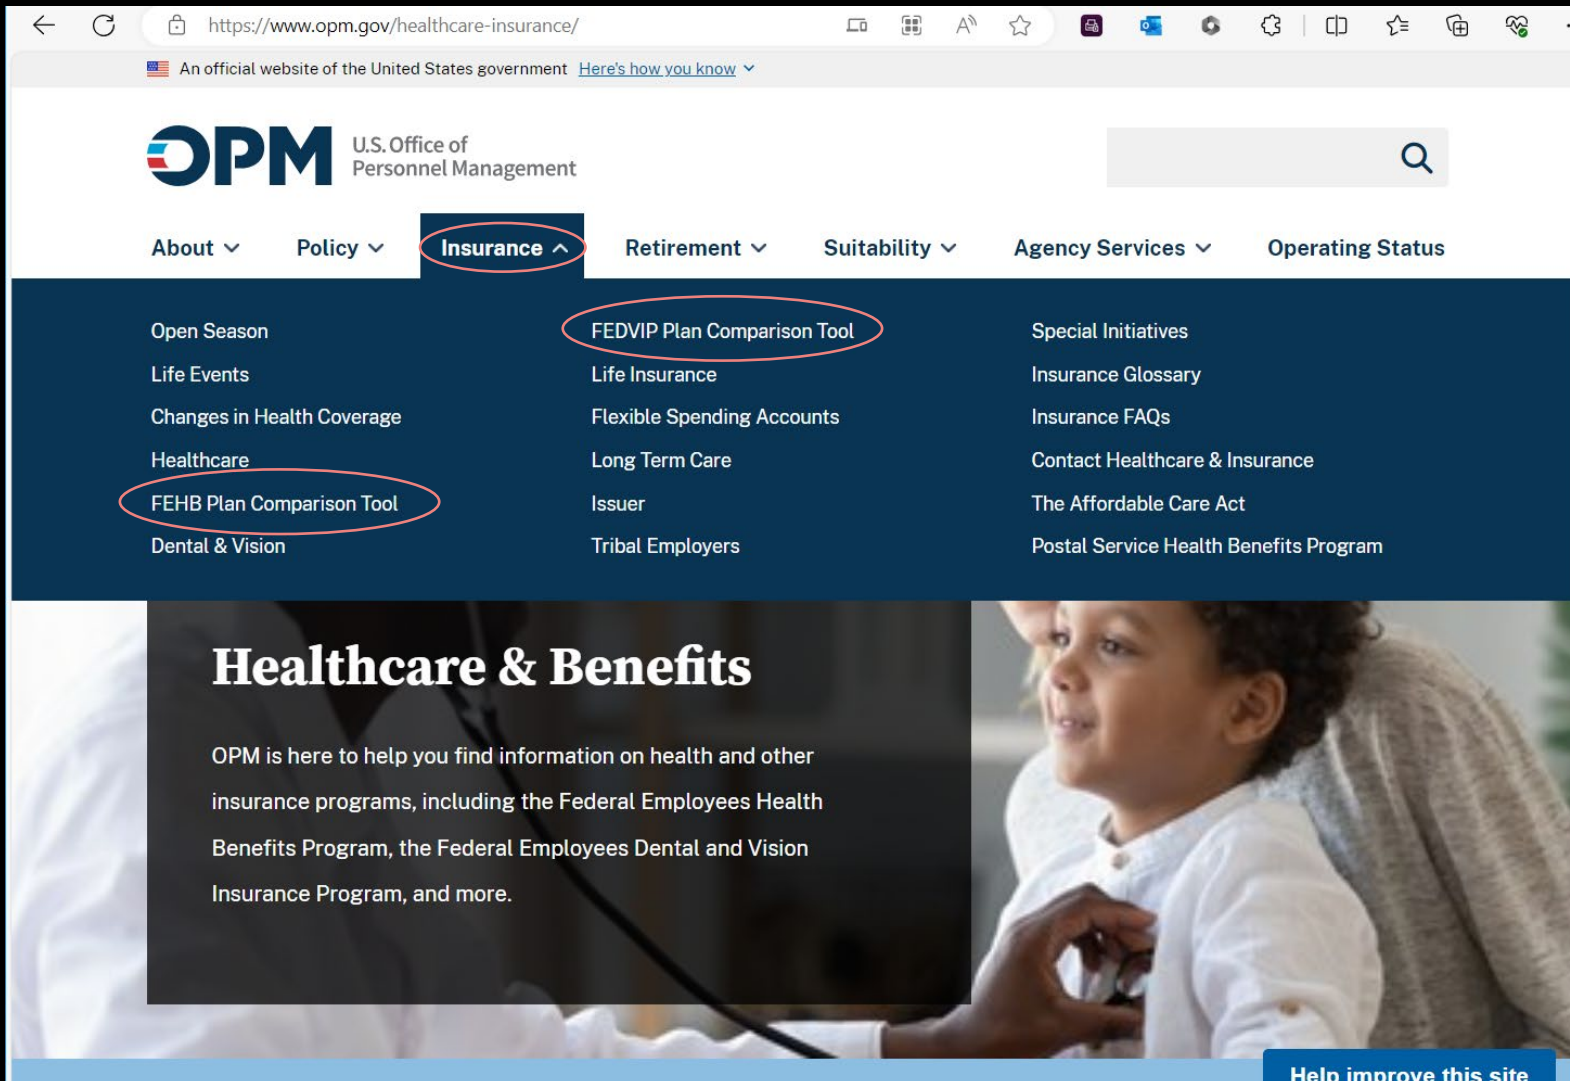 https://www.opm.gov/healthcare-insurance/
An official website of the United States government Here's how you know
OPM
U.S. Office of
Personnel Management
About Policy Insurance Retirement Suitability Agency Services Operating Status
Open Season
Life Events
Changes in Health Coverage
Healthcare
FEHB Plan Comparison Tool
Dental & Vision
FEDVIP Plan Comparison Tool
Life Insurance
Flexible Spending Accounts
Long Term Care
Issuer
Tribal Employers
Special Initiatives
Insurance Glossary
Insurance FAQs
Contact Healthcare & Insurance
The Affordable Care Act
Postal Service Health Benefits Program
Healthcare & Benefits
OPM is here to help you find information on health and other
insurance programs, including the Federal Employees Health
Benefits Program, the Federal Employees Dental and Vision
Insurance Program, and more.
Help improve this site